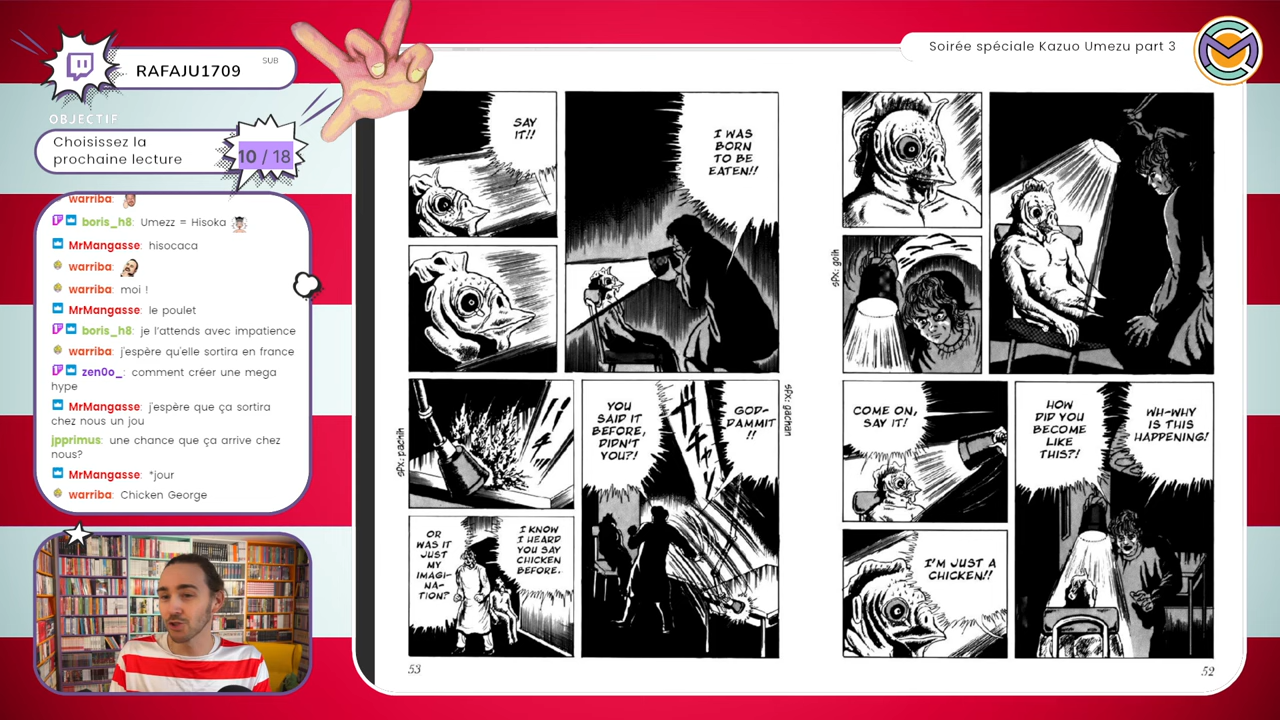 RAFAJU1709
SUB
OBJECTIF
Choisissez la
prochaine lecture
10 / 18
warriba:
boris_h8: Umezz = Hisoka
MrMangasse: hisocaca
warriba:
warriba: moi !
MrMangasse: le poulet
boris_h8: je l'attends avec impatience
warriba: j'espère qu'elle sortira en france
zen0o_: comment créer une mega
hype
MrMangasse: j'espère que ça sortira
chez nous un jou
jpprimus: une chance que ça arrive chez
nous?
MrMangasse: *jour
warriba: Chicken George
Soirée spéciale Kazuo Umezu part 3
SFX: goih
WH-WHY
IS THIS
HAPPENING!
HOW
DID YOU
BECOME
LIKE
THIS?!
COME ON,
SAY IT!
I'M JUST A
CHICKEN!!
52
I WAS
BORN
TO BE
EATEN!!
SAY
IT!!
GOD-
DAMMIT
!!
ガチャッ
SFX: gachan
YOU
SAID IT
BEFORE,
DIDN'T
YOU?!
SFX: pachih
I KNOW
I HEARD
YOU SAY
CHICKEN
BEFORE.
OR
WAS IT
JUST
MY
IMAGI-
NA-
TION?
53